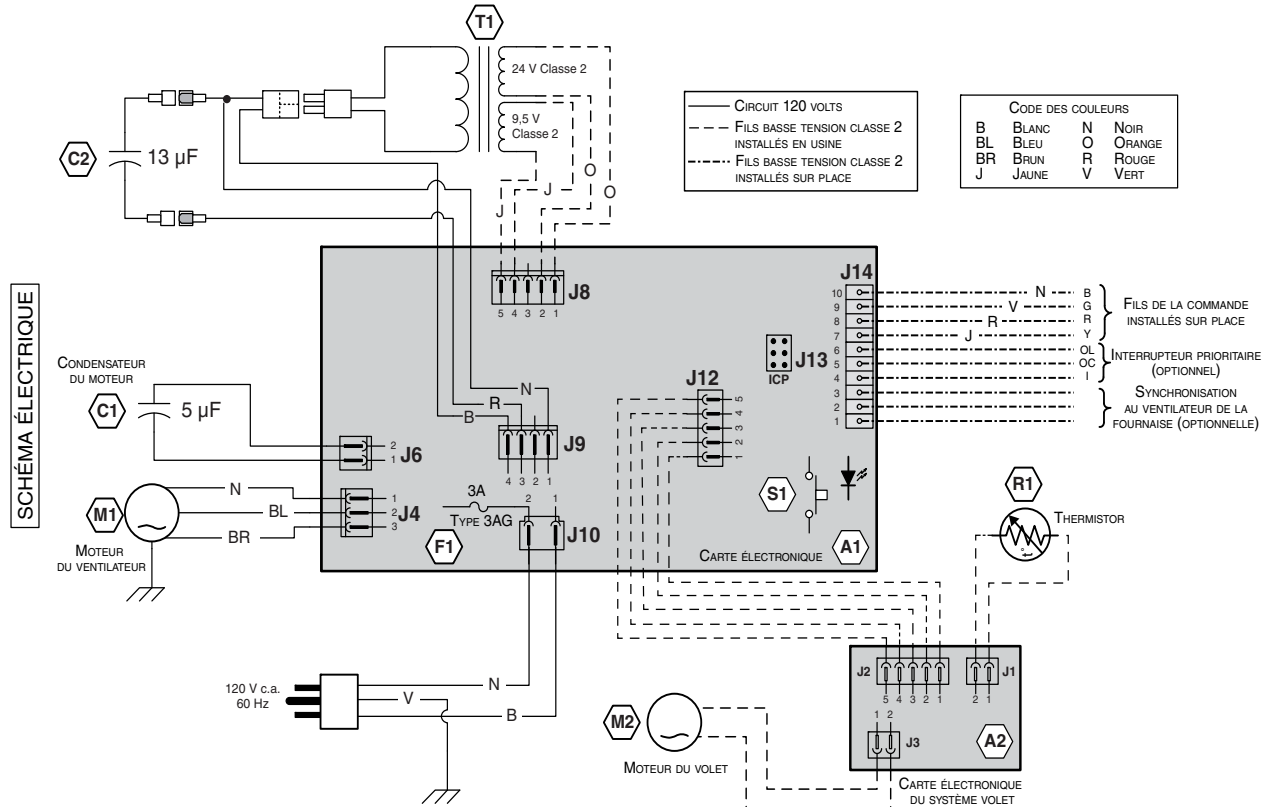 T1
24 V Classe 2
9,5 V
Classe 2
C2
13 µF
J
J
O
O
CIRCUIT 120 VOLTS
FILS BASSE TENSION CLASSE 2
INSTALLÉS EN USINE
FILS BASSE TENSION CLASSE 2
INSTALLÉS SUR PLACE
CODE DES COULEURS
B BLANC N NOIR
BL BLEU O ORANGE
BR BRUN R ROUGE
J JAUNE V VERT
SCHÉMA ÉLECTRIQUE
J8
5 4 3 2 1
J14
10 N B
9 V G
8 R R
7 J Y
6 OL
5 OC
4 I
3
2
1
FILS DE LA COMMANDE
INSTALLÉS SUR PLACE
INTERRUPTEUR PRIORITAIRE
(OPTIONNEL)
SYNCHRONISATION
AU VENTILATEUR DE LA
FOURNAISE (OPTIONNELLE)
J13
ICP
J12
5
4
3
2
1
CONDENSATEUR
DU MOTEUR
C1
5 µF
2
1
J6
N
R
B
J9
4 3 2 1
M1
N
BL
BR
1
2
3
J4
MOTEUR
DU VENTILATEUR
3A
TYPE 3AG
F1
2 1
J10
S1
CARTE ÉLECTRONIQUE
A1
R1
THERMISTOR
120 V c.a.
60 Hz
N
V
B
M2
MOTEUR DU VOLET
J2
5 4 3 2 1
J1
2 1
1 2
J3
A2
CARTE ÉLECTRONIQUE
DU SYSTÈME VOLET